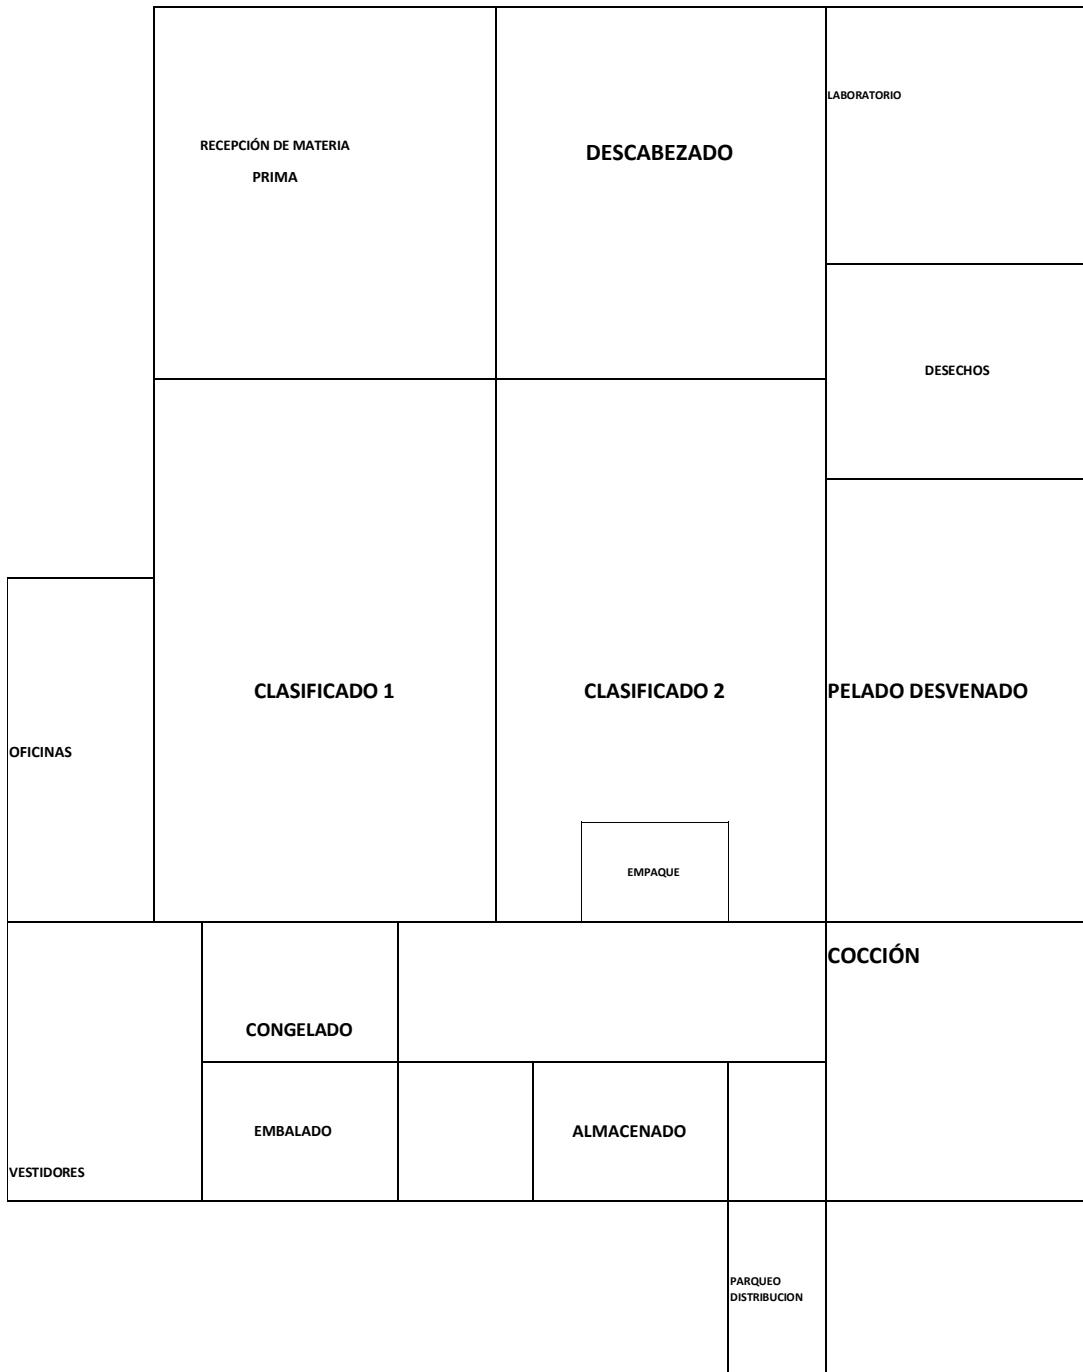 LABORATORIO
RECEPCIÓN DE MATERIA
PRIMA
DESCABEZADO
DESECHOS
CLASIFICADO 1
CLASIFICADO 2
PELADO DESVENADO
OFICINAS
EMPAQUE
COCCIÓN
CONGELADO
EMBALADO
ALMACENADO
VESTIDORES
PARQUEO
DISTRIBUCION